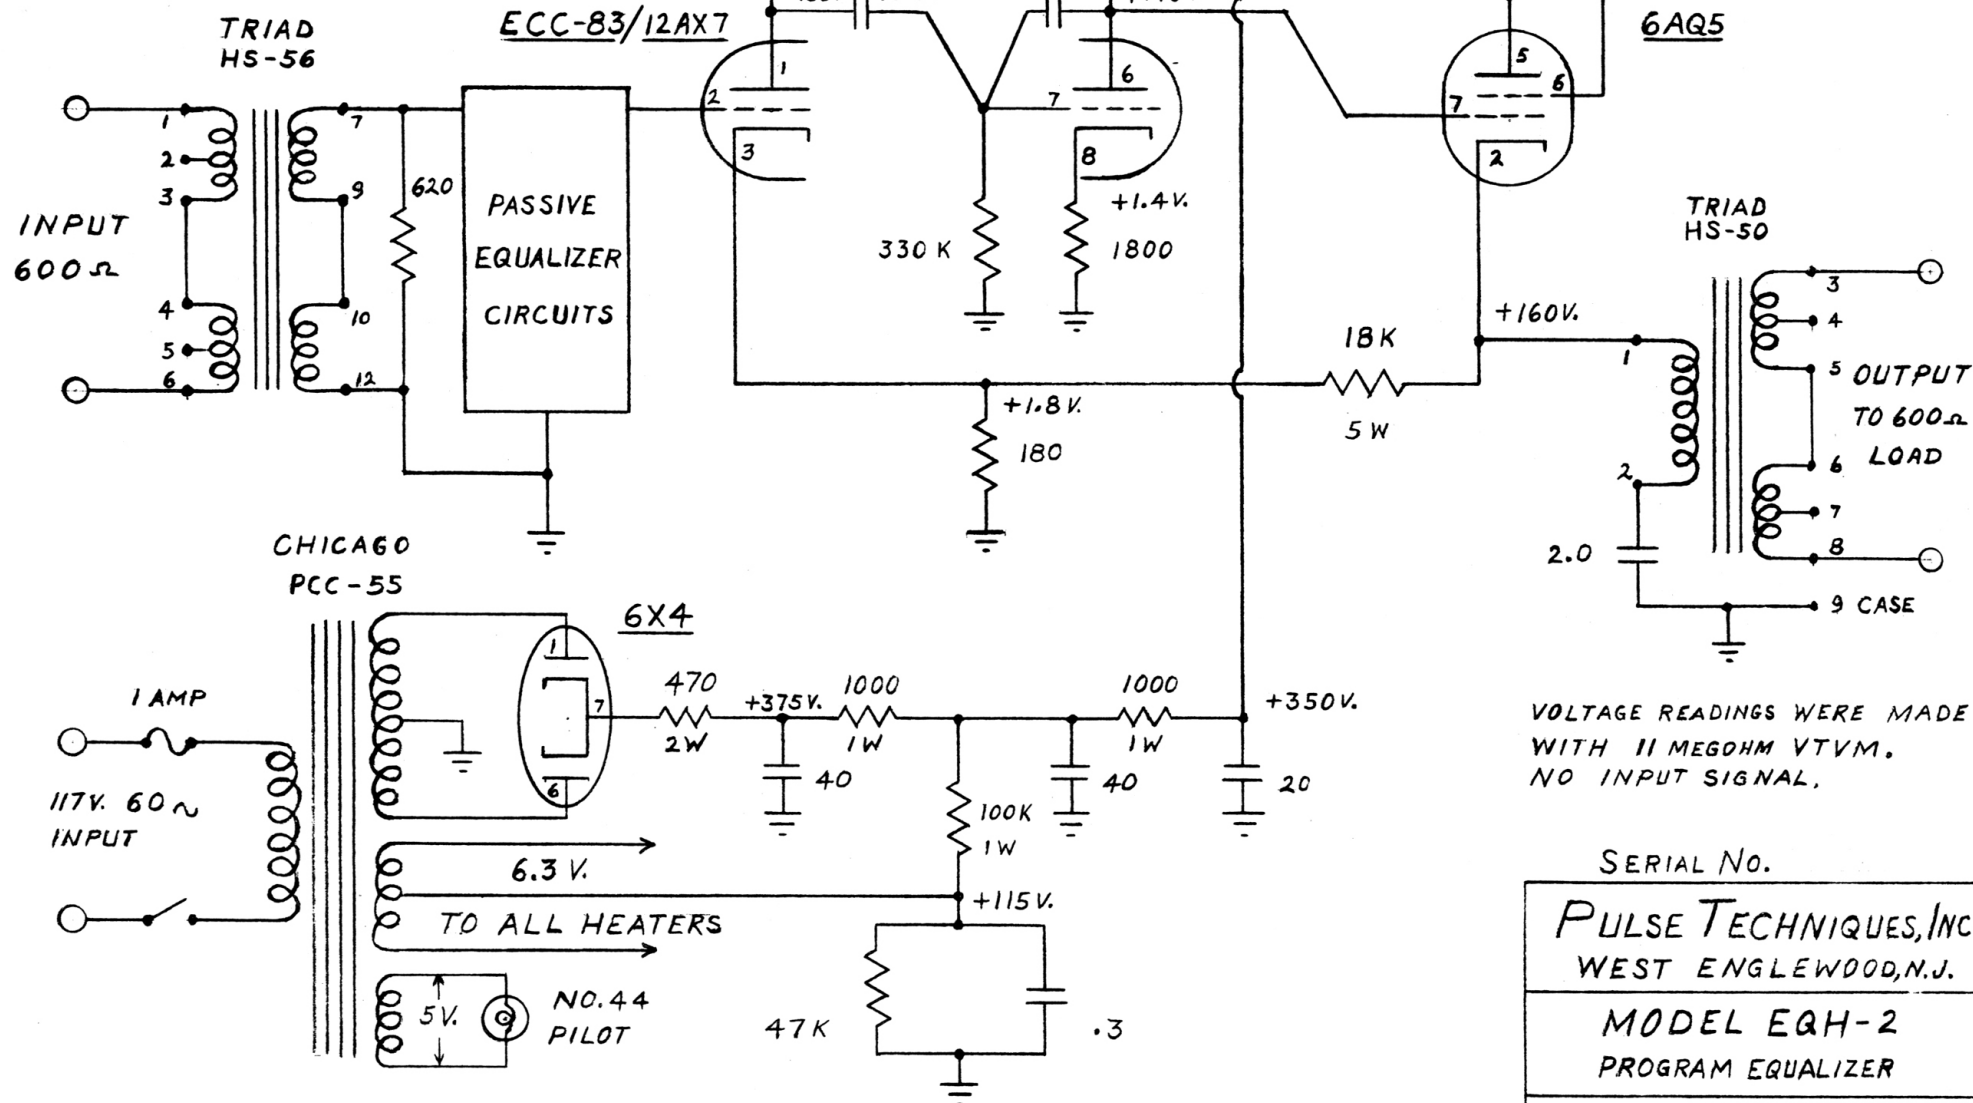 TRIAD
HS-56
ECC-83/12AX7
6AQ5
1
2
3
4
5
6
7
9
10
12
INPUT
600Ω
620
PASSIVE
EQUALIZER
CIRCUITS
1
2
3
6
7
8
+1.4V.
330 K
1800
5
6
7
2
TRIAD
HS-50
+160V.
18K
5W
+1.8V.
180
1
2
3
4
5
6
7
8
9 CASE
OUTPUT
TO 600Ω
LOAD
2.0
CHICAGO
PCC-55
6X4
1
7
6
1 AMP
117V. 60~
INPUT
470
2W
+375V.
1000
1W
1000
1W
+350V.
40
40
20
100K
1W
6.3 V.
+115V.
TO ALL HEATERS
5V.
NO.44
PILOT
47K
.3
VOLTAGE READINGS WERE MADE
WITH 11 MEGOHM VTVM.
NO INPUT SIGNAL.
SERIAL NO.
PULSE TECHNIQUES, INC
WEST ENGLEWOOD, N.J.
MODEL EQH-2
PROGRAM EQUALIZER